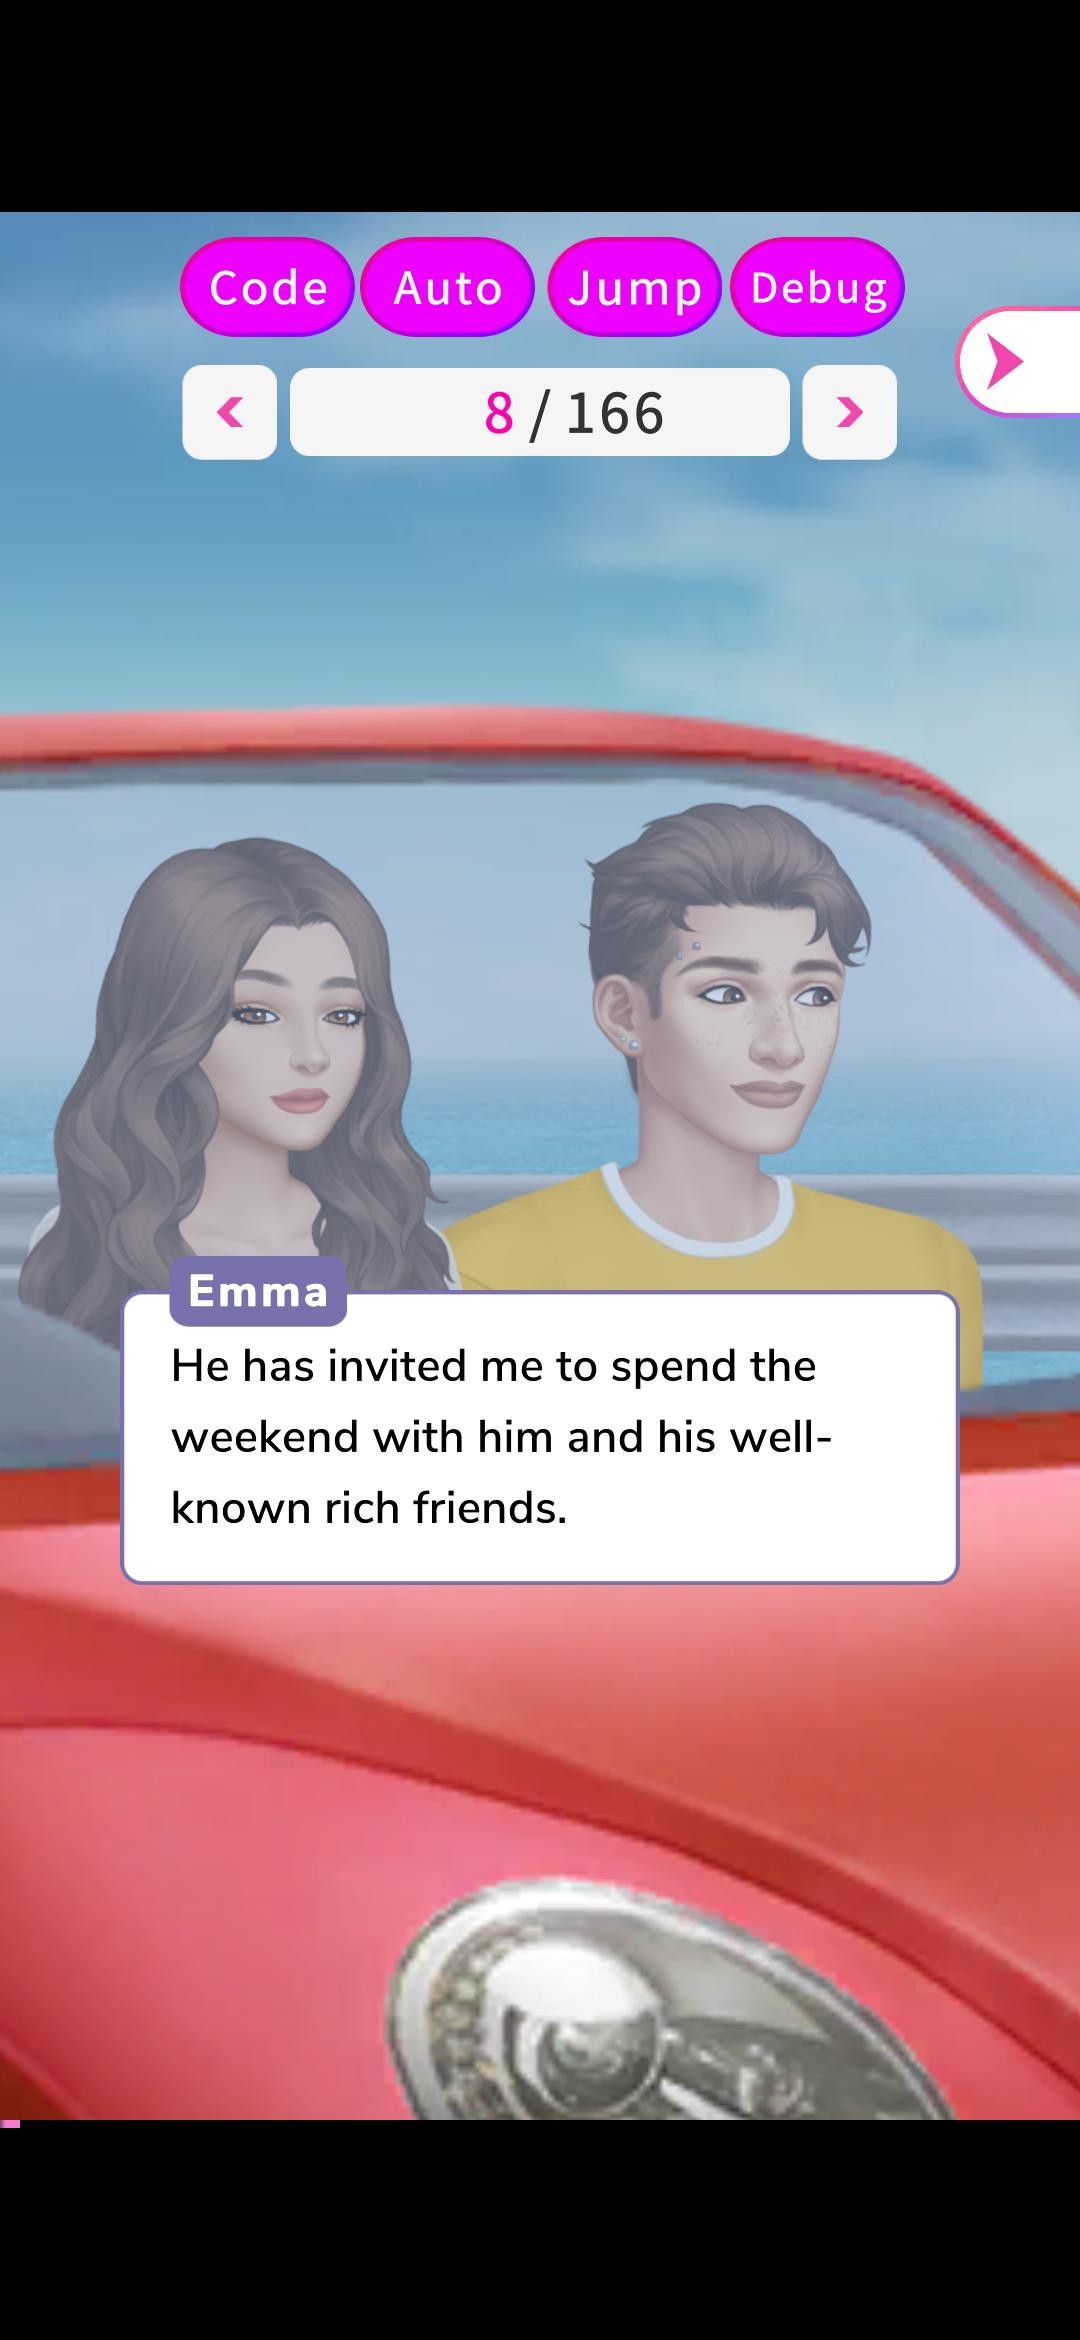 Code Auto Jump Debug
8 / 166
Emma
He has invited me to spend the
weekend with him and his well-
known rich friends.